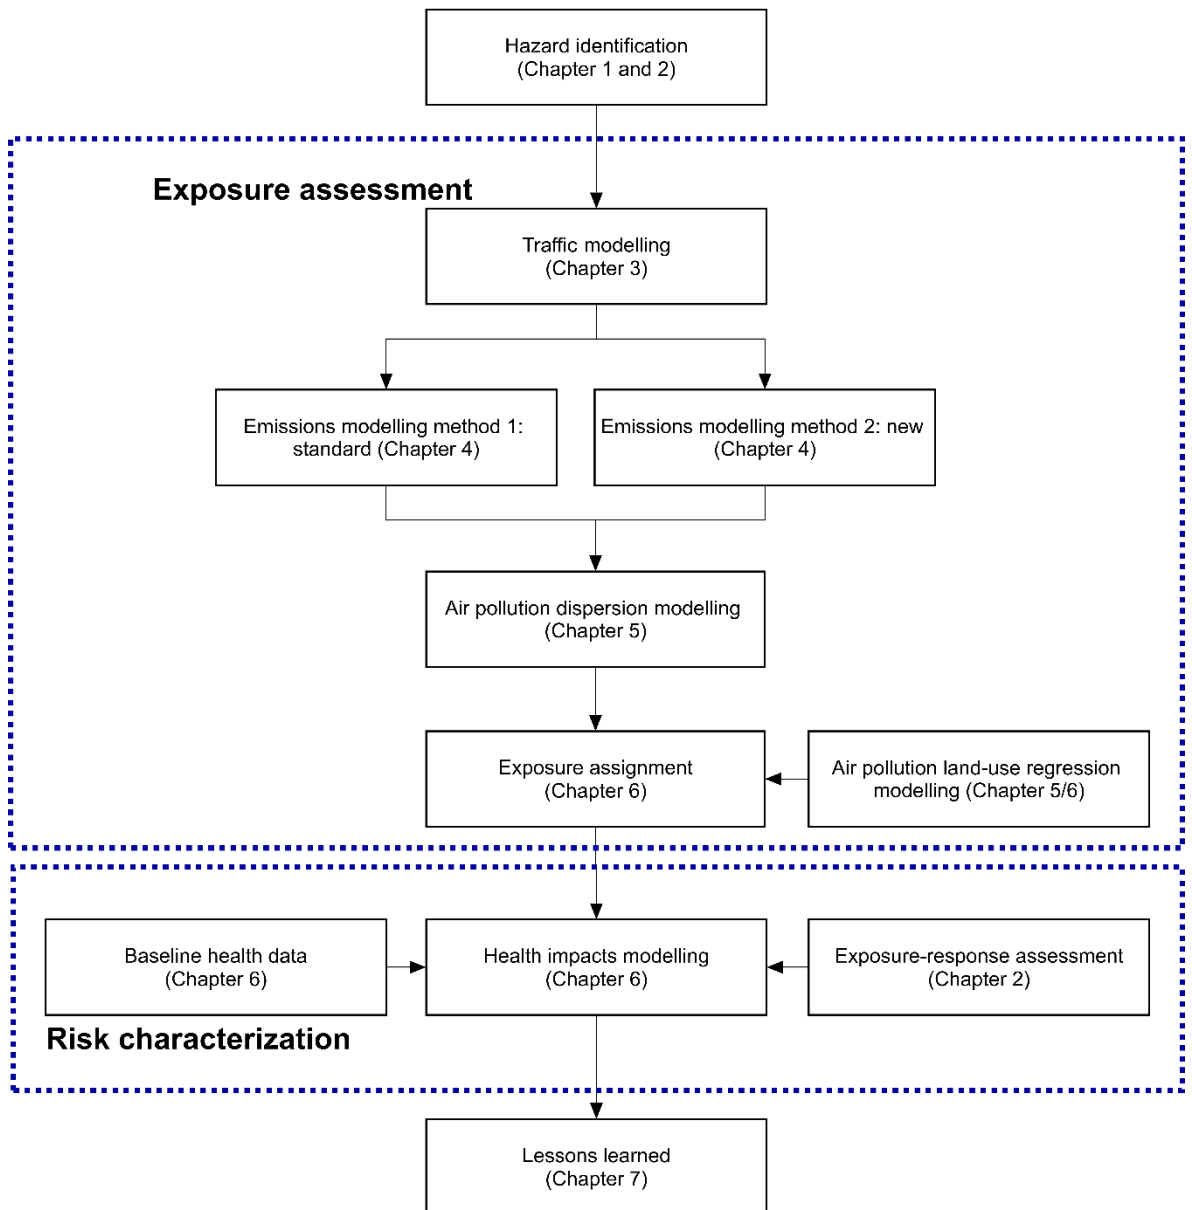 Hazard identification
(Chapter 1 and 2)
Exposure assessment
Traffic modelling
(Chapter 3)
Emissions modelling method 1:
standard (Chapter 4)
Emissions modelling method 2: new
(Chapter 4)
Air pollution dispersion modelling
(Chapter 5)
Exposure assignment
(Chapter 6)
Air pollution land-use regression
modelling (Chapter 5/6)
Baseline health data
(Chapter 6)
Health impacts modelling
(Chapter 6)
Exposure-response assessment
(Chapter 2)
Risk characterization
Lessons learned
(Chapter 7)